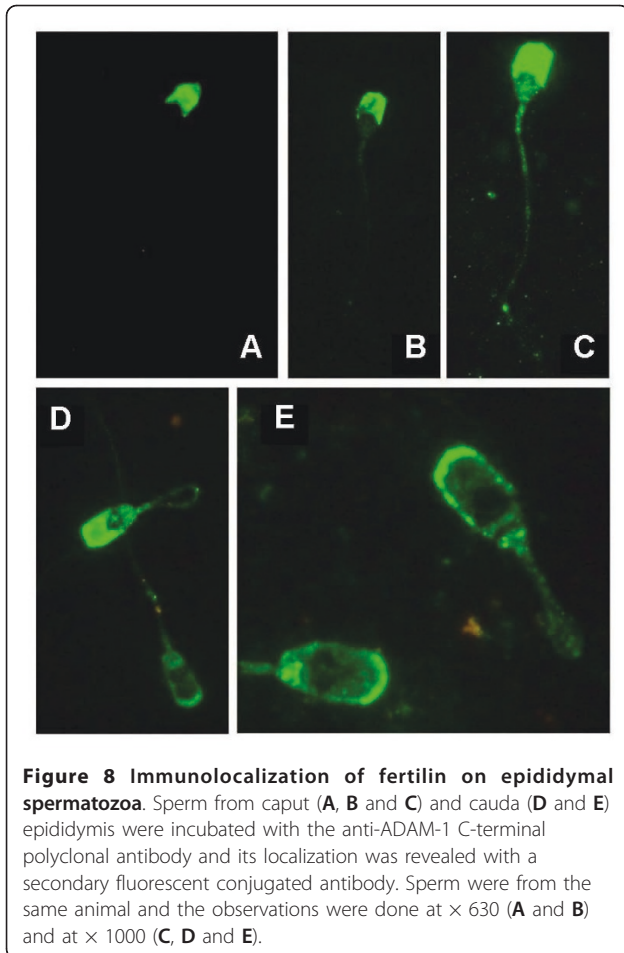 A
B
C
D
E
Figure 8 Immunolocalization of fertilin on epididymal
spermatozoa. Sperm from caput (A, B and C) and cauda (D and E)
epididymis were incubated with the anti-ADAM-1 C-terminal
polyclonal antibody and its localization was revealed with a
secondary fluorescent conjugated antibody. Sperm were from the
same animal and the observations were done at × 630 (A and B)
and at × 1000 (C, D and E).